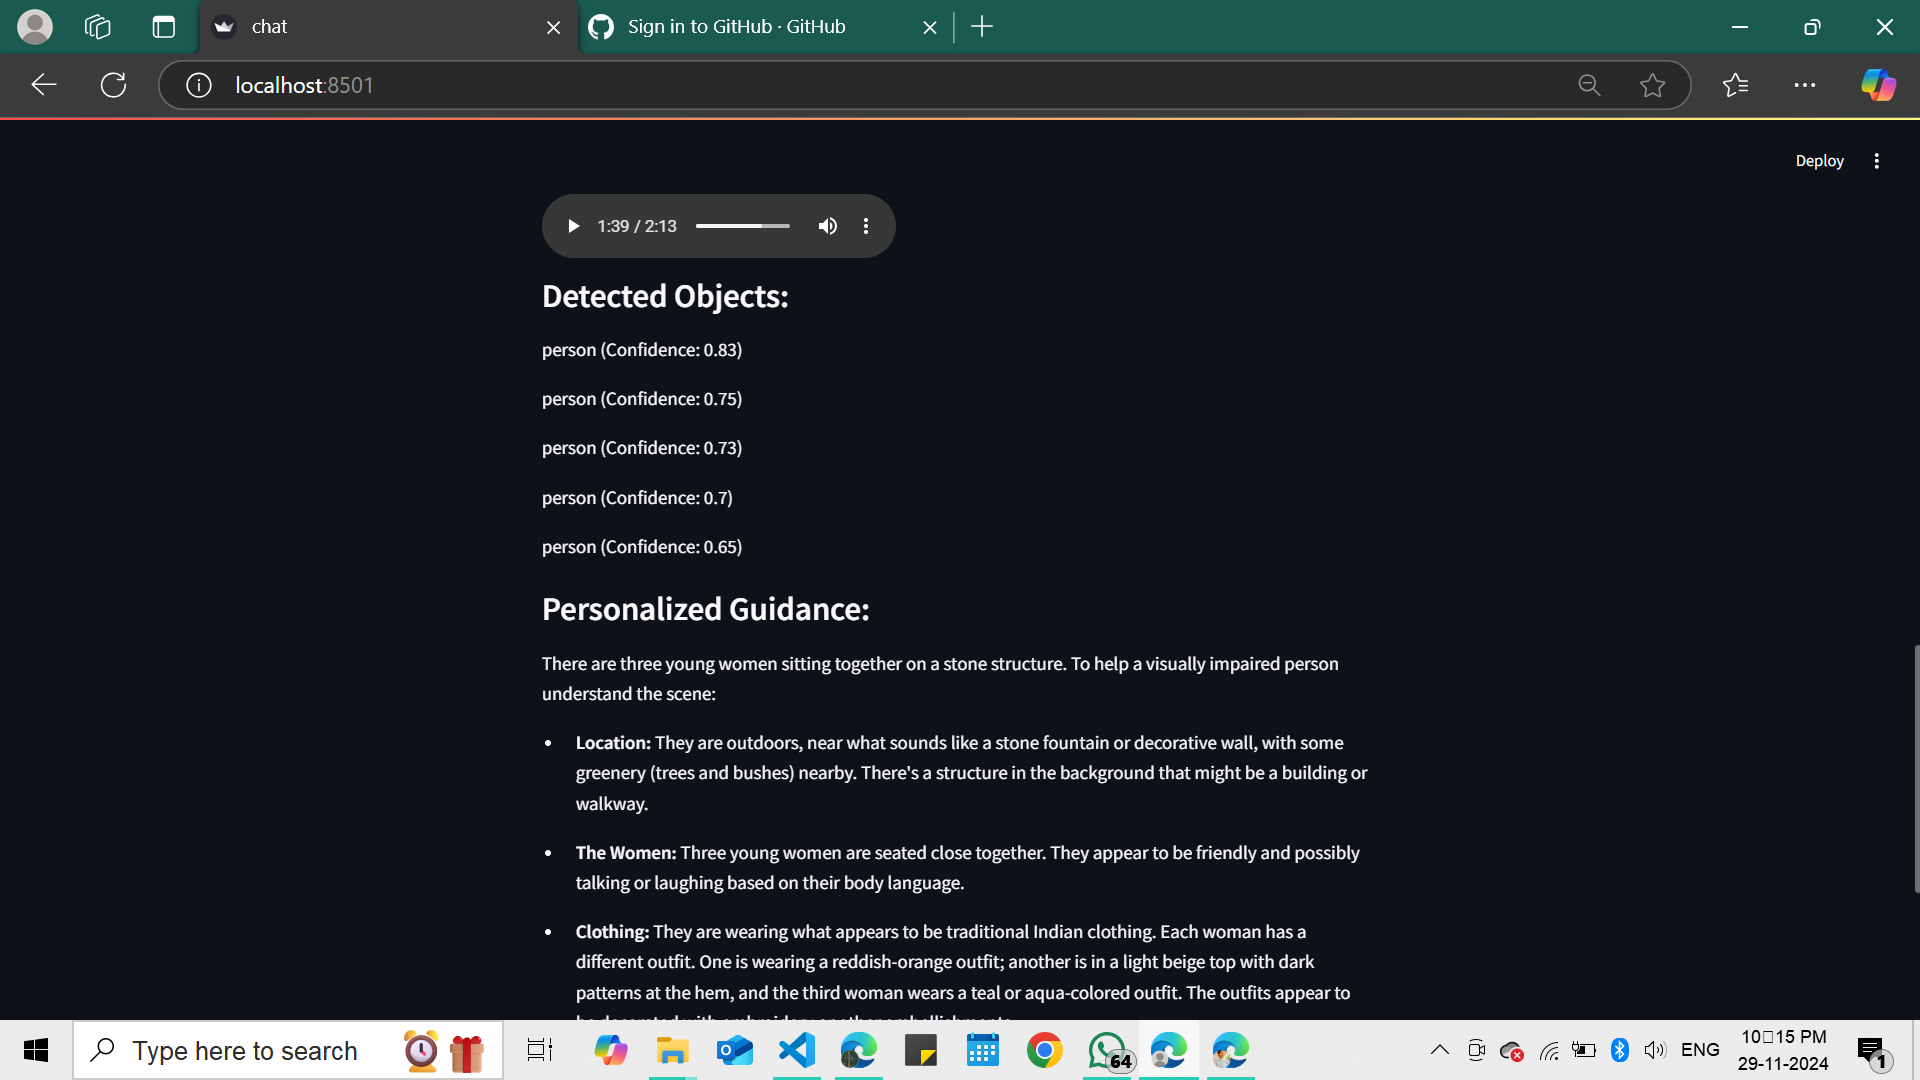 chat
Sign in to GitHub · GitHub
localhost:8501
Deploy
1:39 / 2:13
Detected Objects:
person (Confidence: 0.83)
person (Confidence: 0.75)
person (Confidence: 0.73)
person (Confidence: 0.7)
person (Confidence: 0.65)
Personalized Guidance:
There are three young women sitting together on a stone structure. To help a visually impaired person
understand the scene:
• Location: They are outdoors, near what sounds like a stone fountain or decorative wall, with some
greenery (trees and bushes) nearby. There's a structure in the background that might be a building or
walkway.
• The Women: Three young women are seated close together. They appear to be friendly and possibly
talking or laughing based on their body language.
• Clothing: They are wearing what appears to be traditional Indian clothing. Each woman has a
different outfit. One is wearing a reddish-orange outfit; another is in a light beige top with dark
patterns at the hem, and the third woman wears a teal or aqua-colored outfit. The outfits appear to
Type here to search
64
ENG
10□15 PM
29-11-2024
1